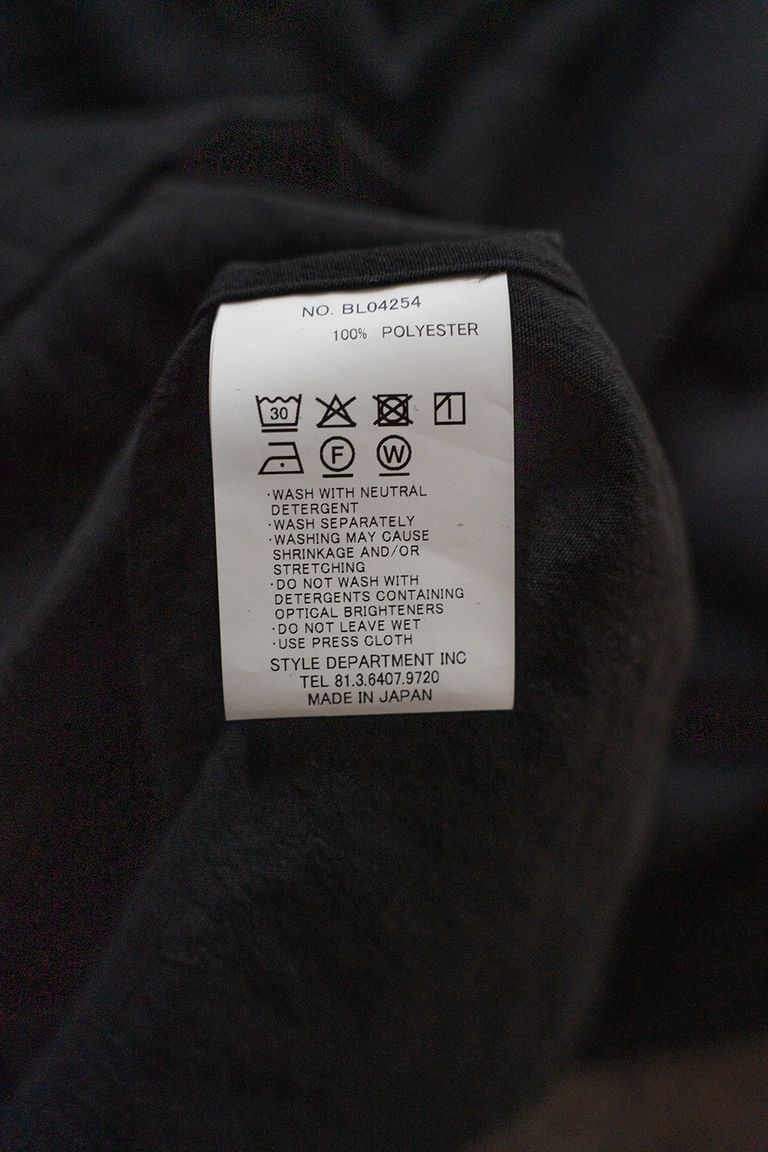 NO. BL04254
100% POLYESTER
30
F W
·WASH WITH NEUTRAL
DETERGENT
·WASH SEPARATELY
·WASHING MAY CAUSE
SHRINKAGE AND/OR
STRETCHING
·DO NOT WASH WITH
DETERGENTS CONTAINING
OPTICAL BRIGHTENERS
·DO NOT LEAVE WET
·USE PRESS CLOTH
STYLE DEPARTMENT INC
TEL 81.3.6407.9720
MADE IN JAPAN